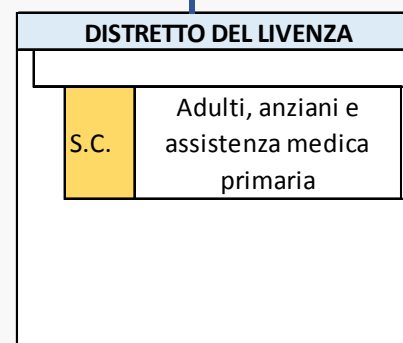 DISTRETTO DEL LIVENZA
S.C.
Adulti, anziani e
assistenza medica
primaria